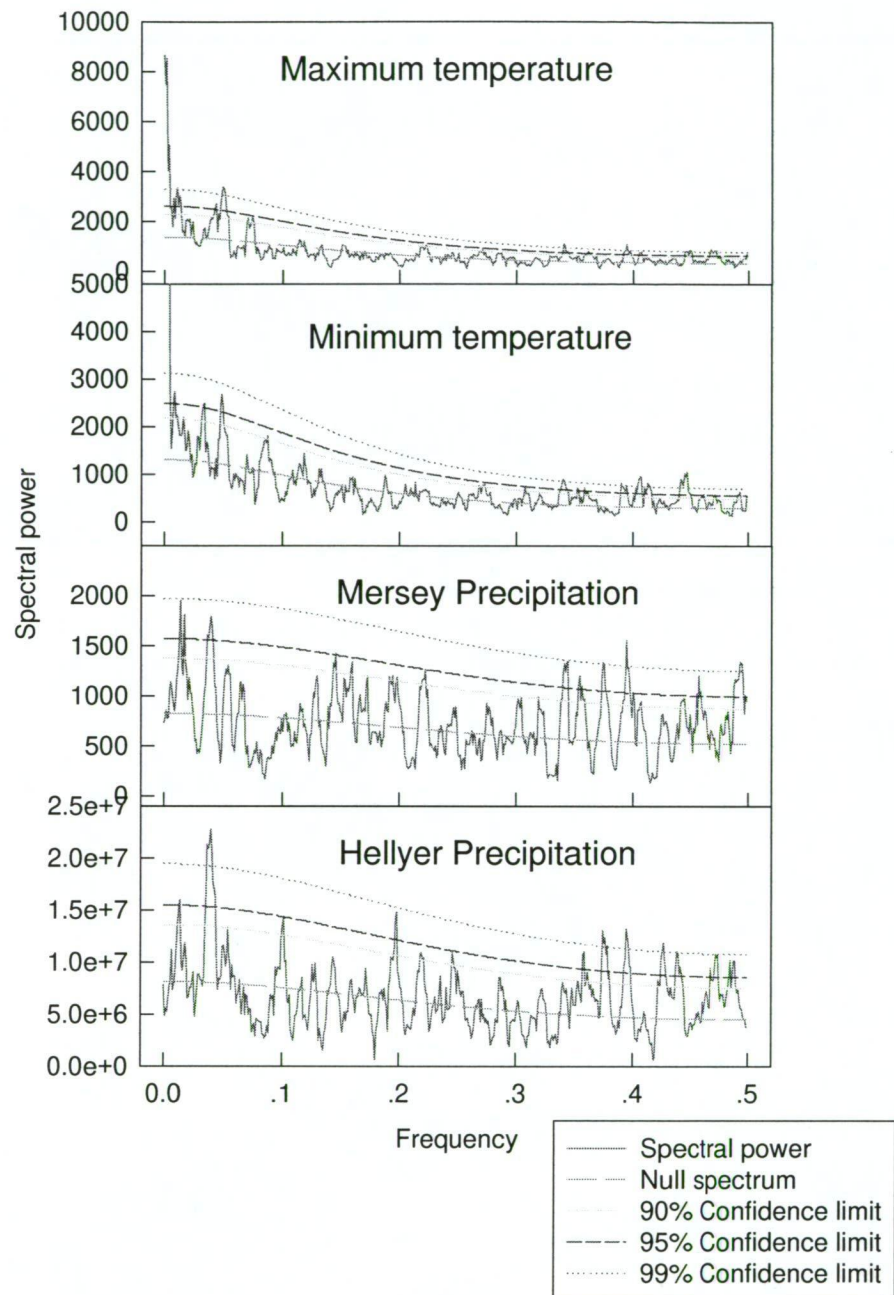 10000
8000
6000
4000
2000
0
Maximum temperature
5000
4000
3000
2000
1000
0
Minimum temperature
2000
1500
1000
500
0
Mersey Precipitation
2.5e+7
2.0e+7
1.5e+7
1.0e+7
5.0e+6
0.0e+0
Hellyer Precipitation
Spectral power
0.0 .1 .2 .3 .4 .5
Frequency
Spectral power
Null spectrum
90% Confidence limit
95% Confidence limit
99% Confidence limit